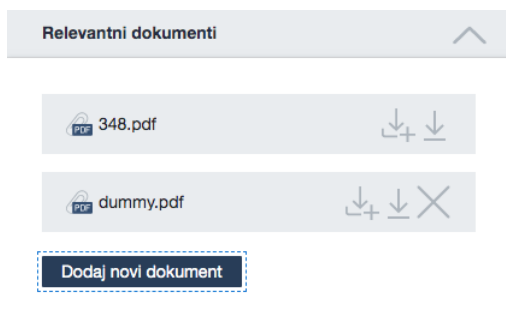 Relevantni dokumenti
PDF 348.pdf
PDF dummy.pdf
Dodaj novi dokument